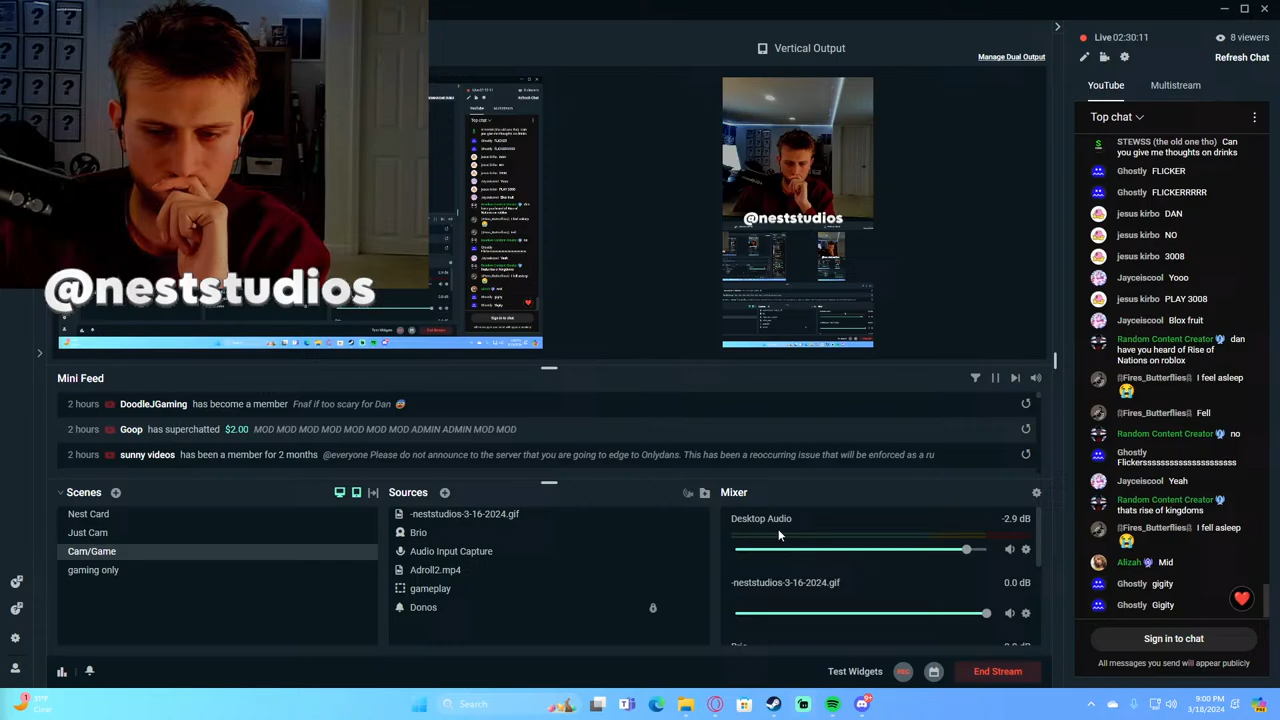 Live 02:30:11
8 viewers
Vertical Output
Manage Dual Output
Refresh Chat
YouTube
Multistream
Top chat
STEWSS (the old one tho) Can
you give me thoughts on drinks
Ghostly FLICKER
Ghostly FLICKERRRRR
jesus kirbo DAN
jesus kirbo NO
jesus kirbo 3008
Jayceiscool Yooo
jesus kirbo PLAY 3008
Jayceiscool Blox fruit
Random Content Creator dan
have you heard of Rise of
Nations on roblox
Fires_Butterflies I feel asleep
Fires_Butterflies Fell
Random Content Creator no
Ghostly
Flickerssssssssssssssssssss
Jayceiscool Yeah
Random Content Creator
thats rise of kingdoms
Fires_Butterflies I fell asleep
Alizah Mid
Ghostly gigity
Ghostly Gigity
Sign in to chat
All messages you send will appear publicly
@neststudios
@neststudios
Mini Feed
2 hours DoodleJGaming has become a member Fnaf if too scary for Dan
2 hours Goop has superchatted $2.00 MOD MOD MOD MOD MOD MOD MOD ADMIN ADMIN MOD MOD
2 hours sunny videos has been a member for 2 months @everyone Please do not announce to the server that you are going to edge to Onlydans. This has been a reoccuring issue that will be enforced as a ru
Scenes
Nest Card
Just Cam
Cam/Game
gaming only
Sources
-neststudios-3-16-2024.gif
Brio
Audio Input Capture
Adroll2.mp4
gameplay
Donos
Mixer
Desktop Audio -2.9 dB
-neststudios-3-16-2024.gif 0.0 dB
Test Widgets
REC
End Stream
31°F
Clear
Search
9:00 PM
3/18/2024